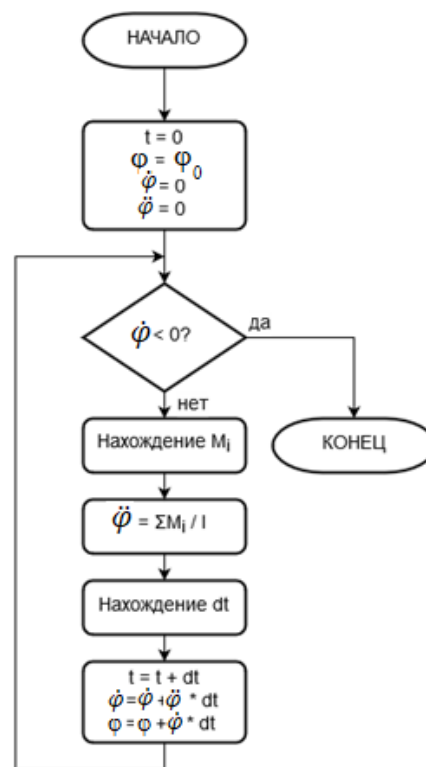 НАЧАЛО
t = 0
φ = φ₀
φ̇ = 0
φ̈ = 0
φ̇ < 0?
да
нет
Нахождение Mᵢ
КОНЕЦ
φ̈ = ΣMᵢ / I
Нахождение dt
t = t + dt
φ̇ = φ̇ + φ̈ * dt
φ = φ + φ̇ * dt